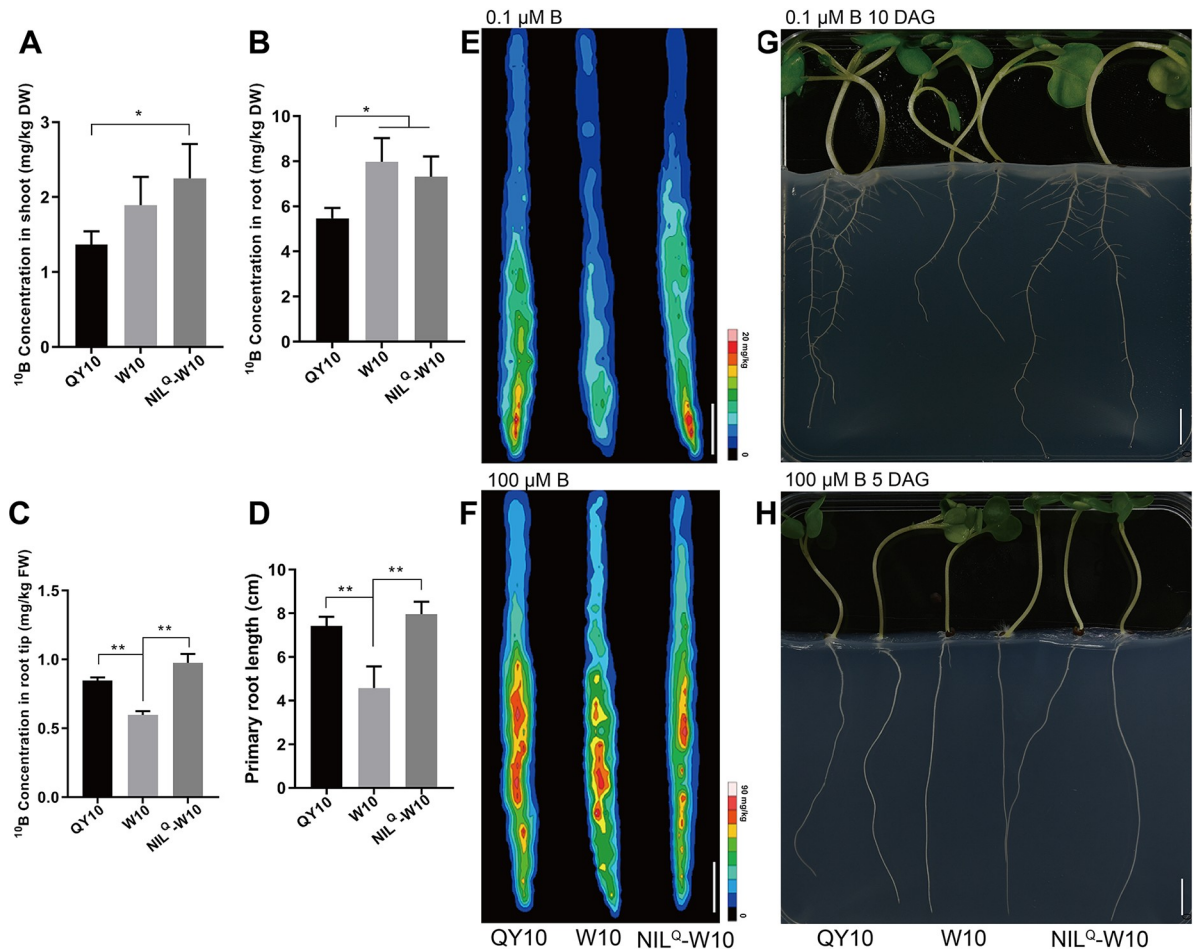 A
¹⁰B Concentration in shoot (mg/kg DW)
3
2
1
0
*
QY10
W10
NILQ-W10
B
¹⁰B Concentration in root (mg/kg DW)
10
8
6
4
2
0
*
QY10
W10
NILQ-W10
C
¹⁰B Concentration in root tip (mg/kg FW)
1.5
1.0
0.5
0.0
**
**
QY10
W10
NILQ-W10
D
Primary root length (cm)
10
8
6
4
2
0
**
**
QY10
W10
NILQ-W10
E
0.1 µM B
20 mg/kg
0
F
100 µM B
90 mg/kg
0
QY10 W10 NILQ-W10
G
0.1 µM B 10 DAG
H
100 µM B 5 DAG
QY10 W10 NILQ-W10